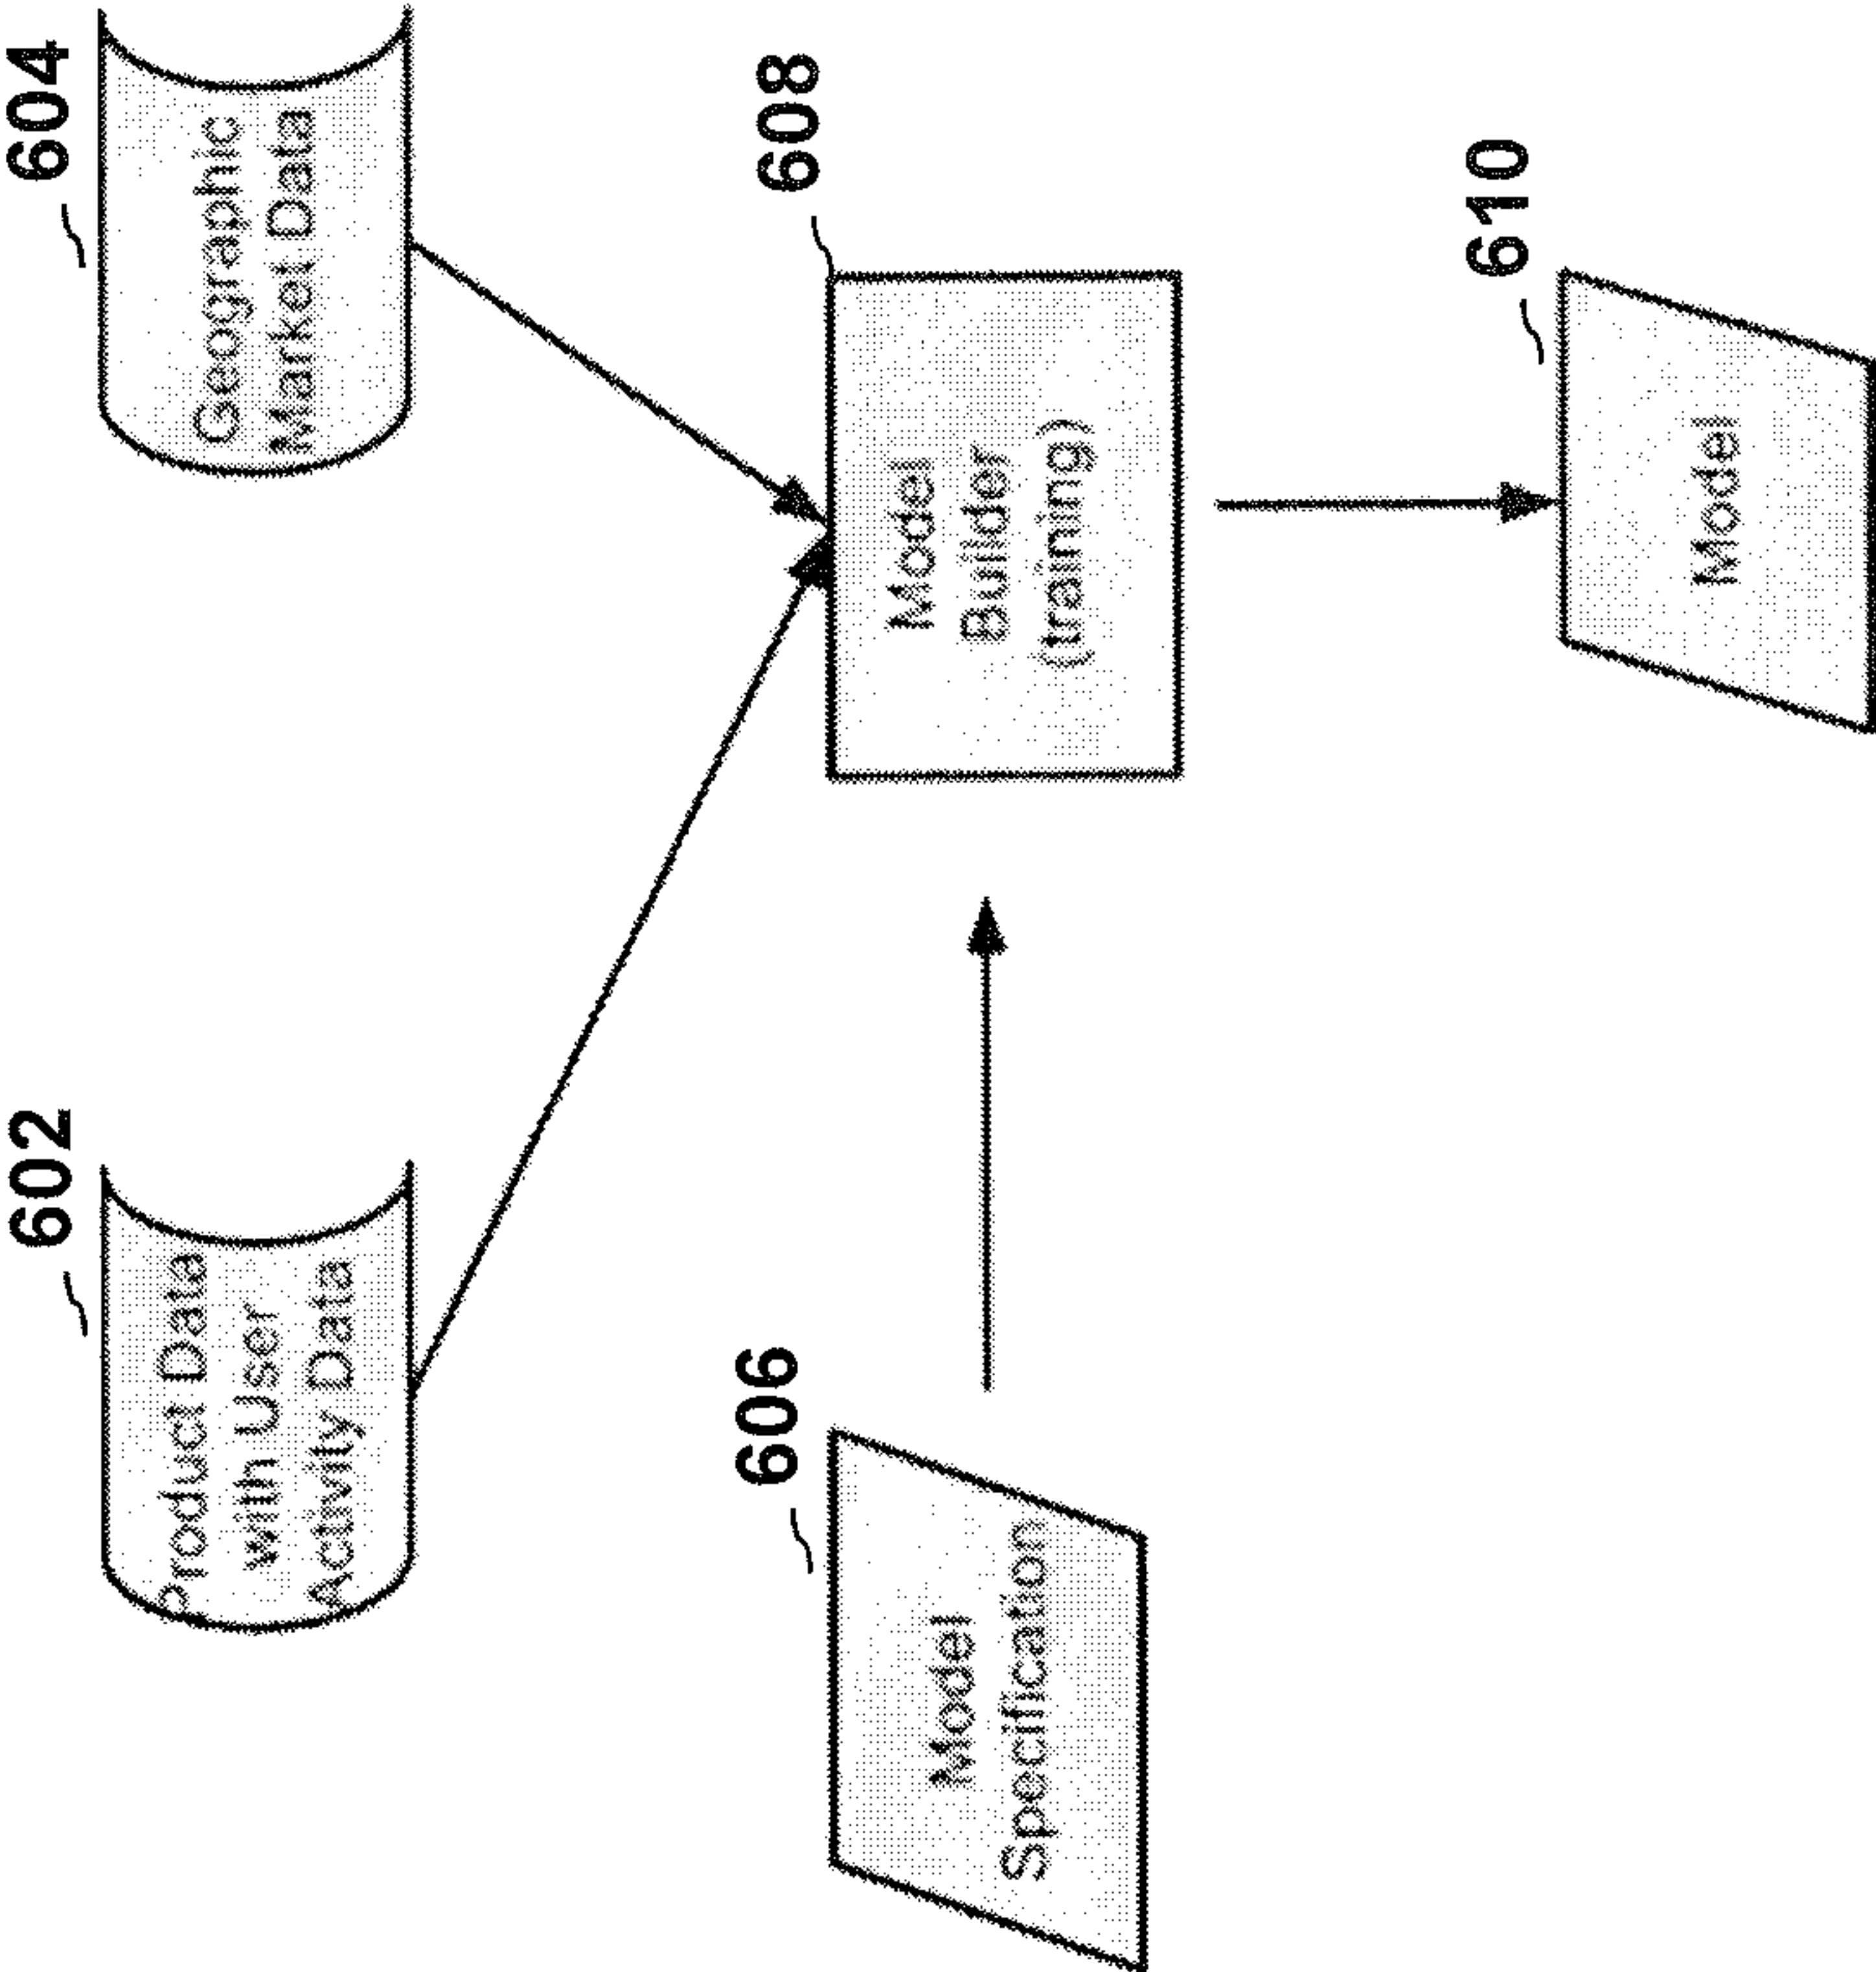 602
Product Data
with User
Activity Data
604
Geographic
Market Data
606
Model
Specification
608
Model
Builder
(training)
610
Model